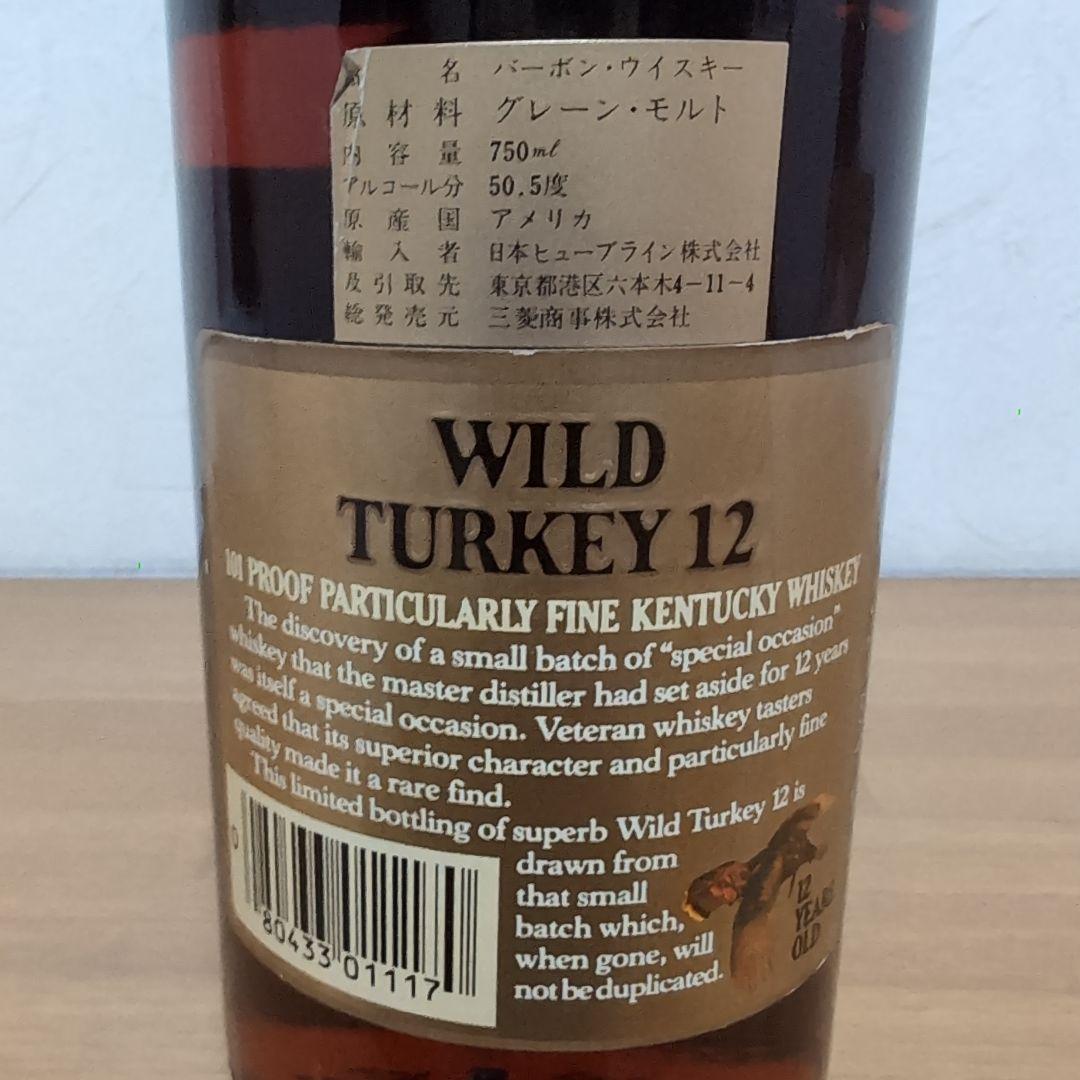 名 バーボン・ウイスキー
原材料 グレーン・モルト
内容量 750ml
アルコール分 50.5度
原産国 アメリカ
輸入者 日本ヒューブライン株式会社
及引取先 東京都港区六本木4-11-4
総発売元 三菱商事株式会社
WILD
TURKEY 12
101 PROOF PARTICULARLY FINE KENTUCKY WHISKEY
The discovery of a small batch of “special occasion”
whiskey that the master distiller had set aside for 12 years
was itself a special occasion. Veteran whiskey tasters
agreed that its superior character and particularly fine
quality made it a rare find.
This limited bottling of superb Wild Turkey 12 is
drawn from
that small
batch which,
when gone, will
not be duplicated.
12
YEARS
OLD
0 80433 01117